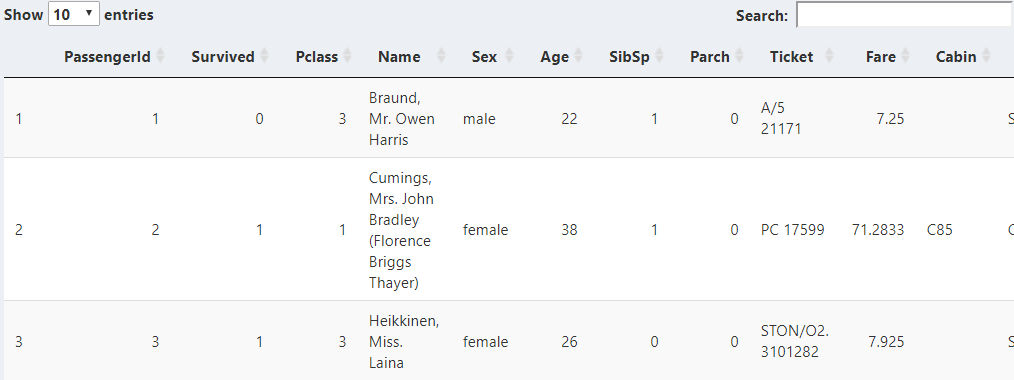 Show 10 entries
Search:
PassengerId Survived Pclass Name Sex Age SibSp Parch Ticket Fare Cabin
1 1 0 3 Braund, Mr. Owen Harris male 22 1 0 A/5 21171 7.25 S
2 2 1 1 Cumings, Mrs. John Bradley (Florence Briggs Thayer) female 38 1 0 PC 17599 71.2833 C85 C
3 3 1 3 Heikkinen, Miss. Laina female 26 0 0 STON/O2. 3101282 7.925 S